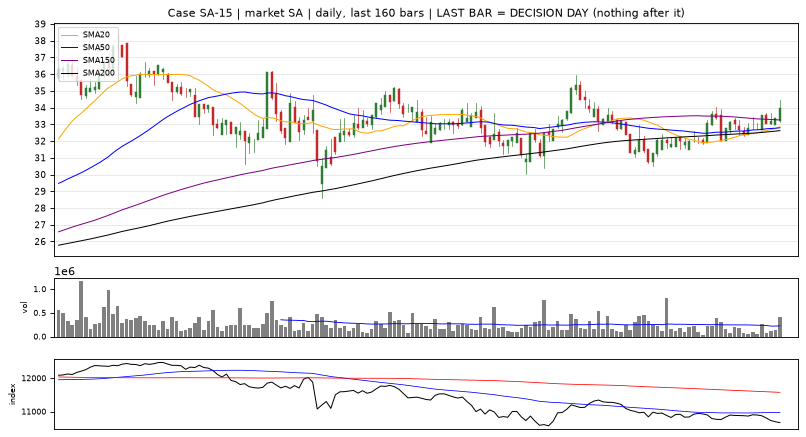 Case SA-15 | market SA | daily, last 160 bars | LAST BAR = DECISION DAY (nothing after it)
SMA20
SMA50
SMA150
SMA200
39
38
37
36
35
34
33
32
31
30
29
28
27
26
1e6
vol
1.0
0.5
0.0
index
12000
11000